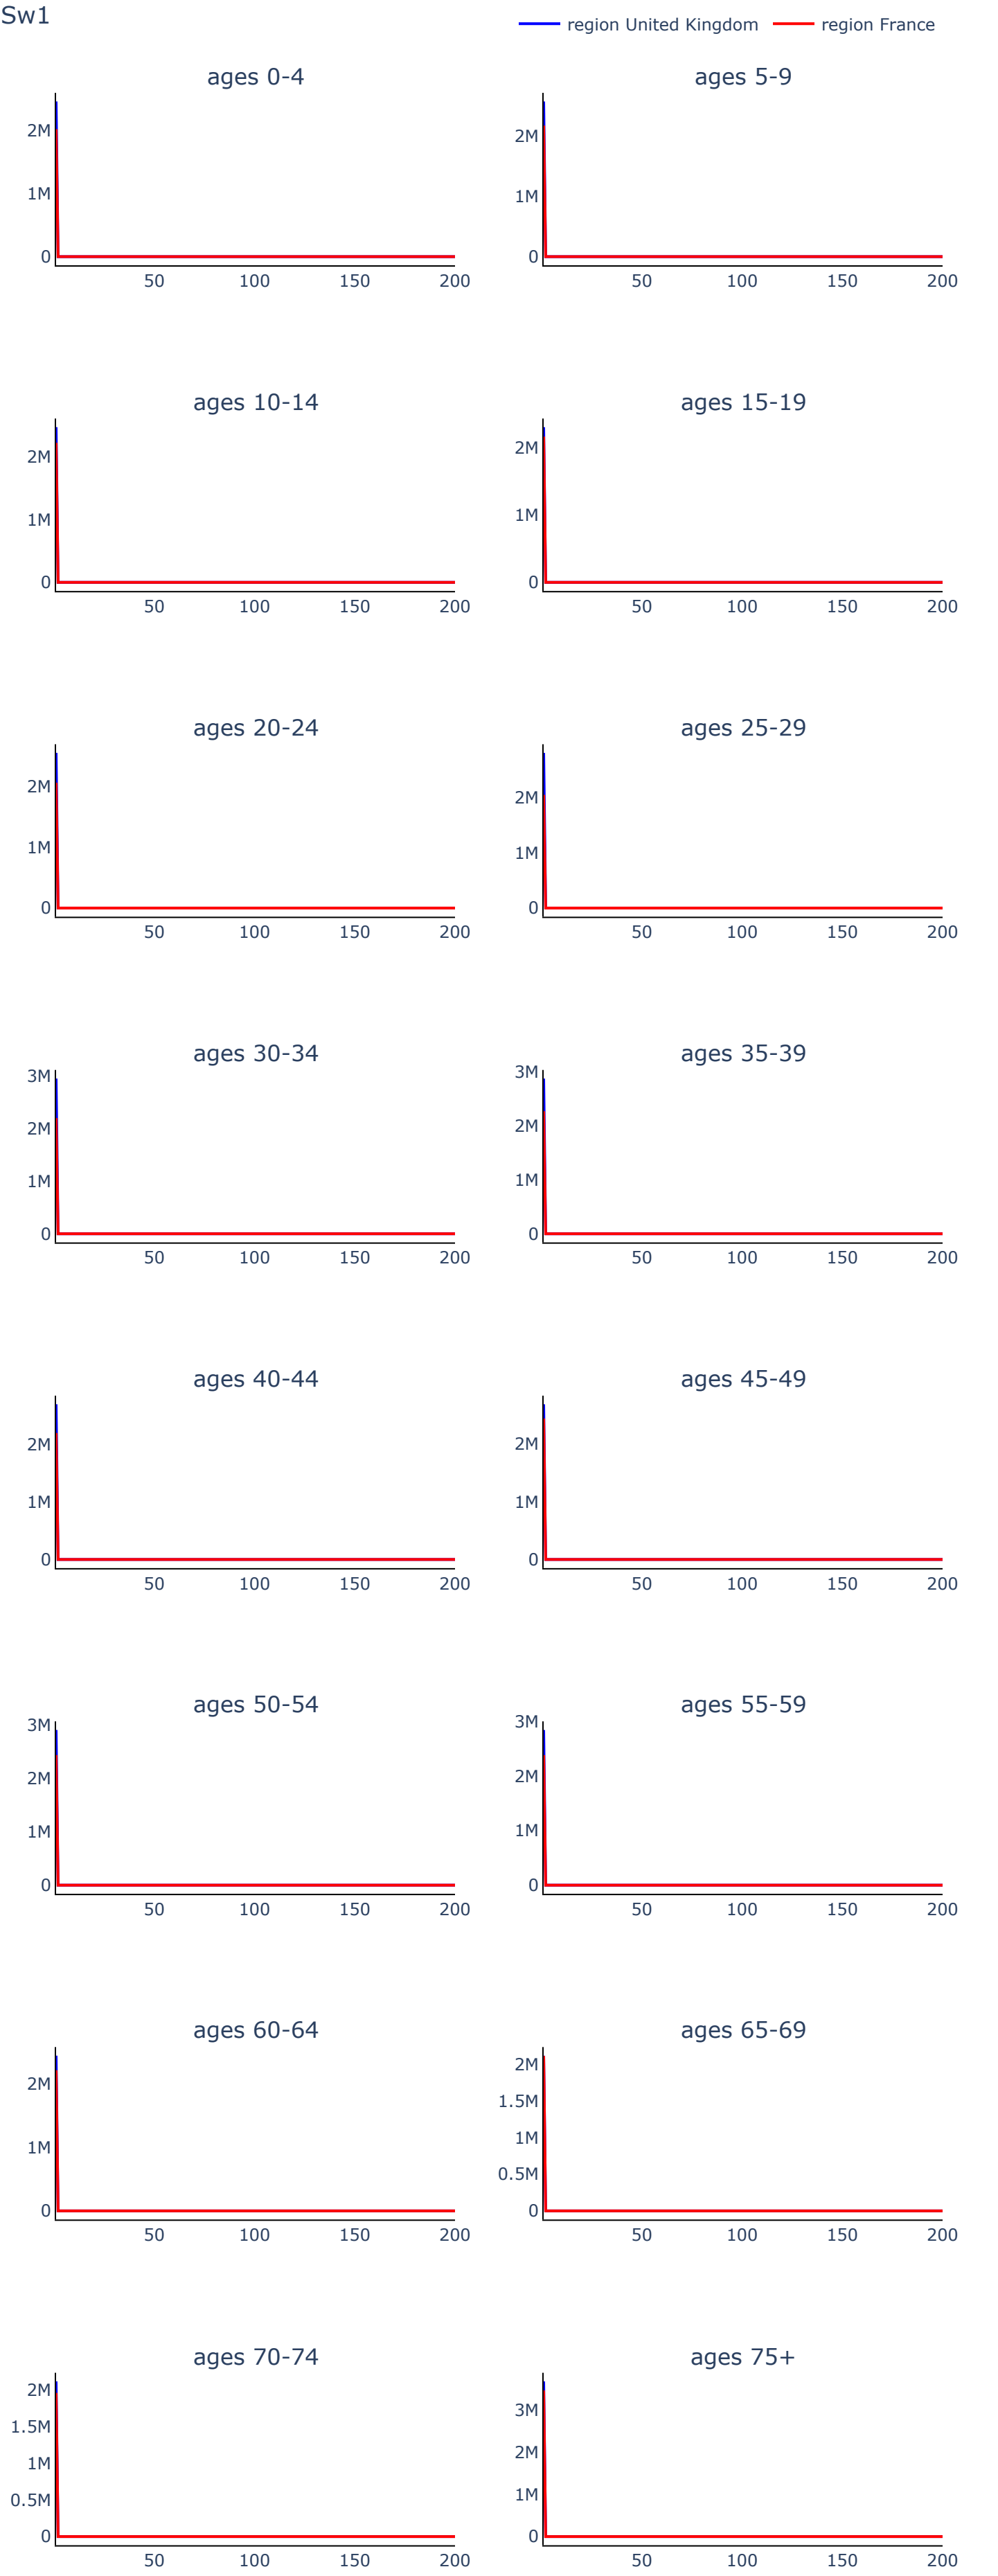 Sw1
region United Kingdom region France
ages 0-4 ages 5-9
2M 2M
1M 1M
0 0
50 100 150 200 50 100 150 200
ages 10-14 ages 15-19
2M 2M
1M 1M
0 0
50 100 150 200 50 100 150 200
ages 20-24 ages 25-29
2M 2M
1M 1M
0 0
50 100 150 200 50 100 150 200
ages 30-34 ages 35-39
3M 3M
2M 2M
1M 1M
0 0
50 100 150 200 50 100 150 200
ages 40-44 ages 45-49
2M 2M
1M 1M
0 0
50 100 150 200 50 100 150 200
ages 50-54 ages 55-59
3M 3M
2M 2M
1M 1M
0 0
50 100 150 200 50 100 150 200
ages 60-64 ages 65-69
2M 2M
1.5M
1M 1M
0.5M
0 0
50 100 150 200 50 100 150 200
ages 70-74 ages 75+
2M 3M
1.5M 2M
1M 1M
0.5M
0 0
50 100 150 200 50 100 150 200